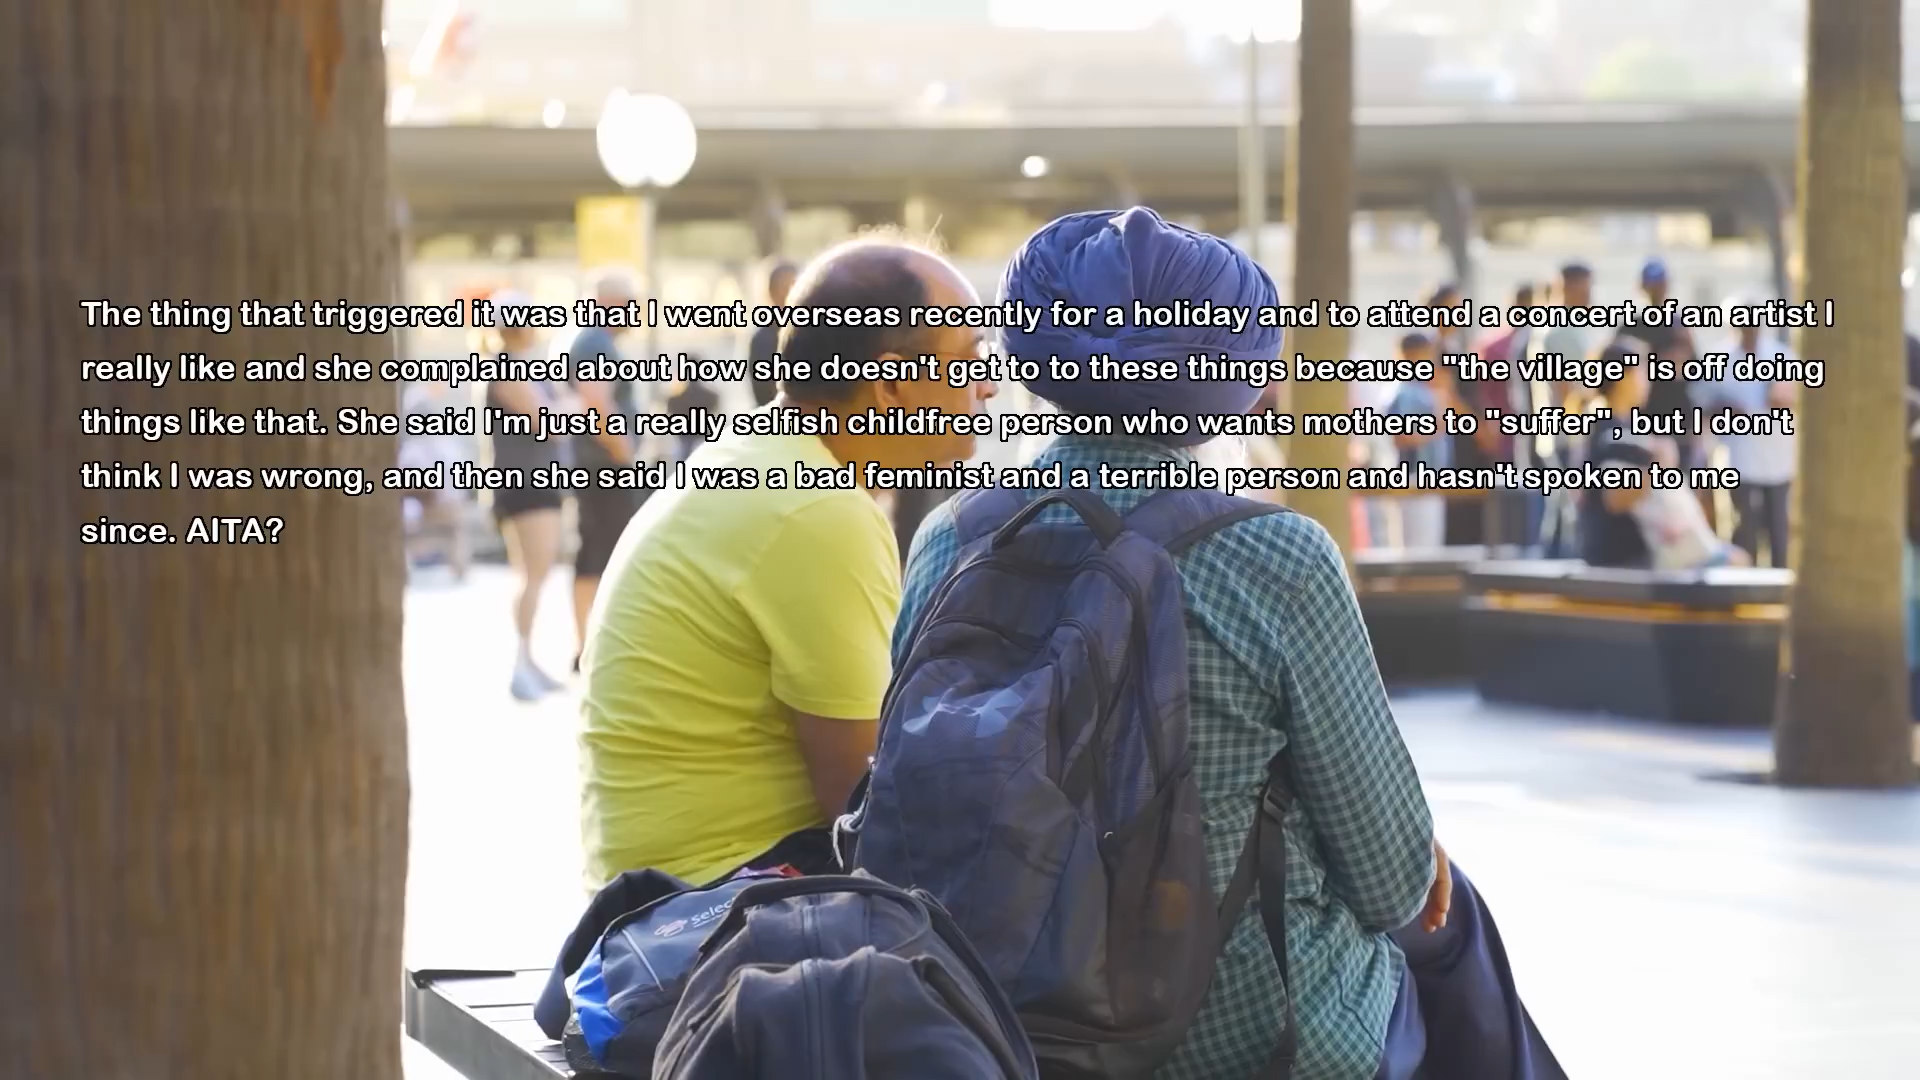 The thing that triggered it was that I went overseas recently for a holiday and to attend a concert of an artist I
really like and she complained about how she doesn't get to to these things because "the village" is off doing
things like that. She said I'm just a really selfish childfree person who wants mothers to "suffer", but I don't
think I was wrong, and then she said I was a bad feminist and a terrible person and hasn't spoken to me
since. AITA?